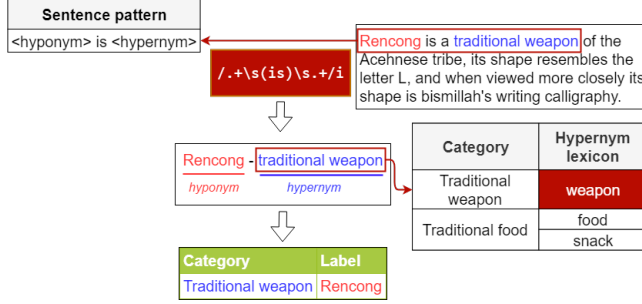 Sentence pattern
<hyponym> is <hypernym>
Rencong is a traditional weapon of the
Acehnese tribe, its shape resembles the
letter L, and when viewed more closely its
shape is bismillah's writing calligraphy.
/.+\s(is)\s.+/i
Rencong - traditional weapon
hyponym hypernym
Category Hypernym
lexicon
Traditional
weapon
weapon
Traditional food
food
snack
Category Label
Traditional weapon Rencong